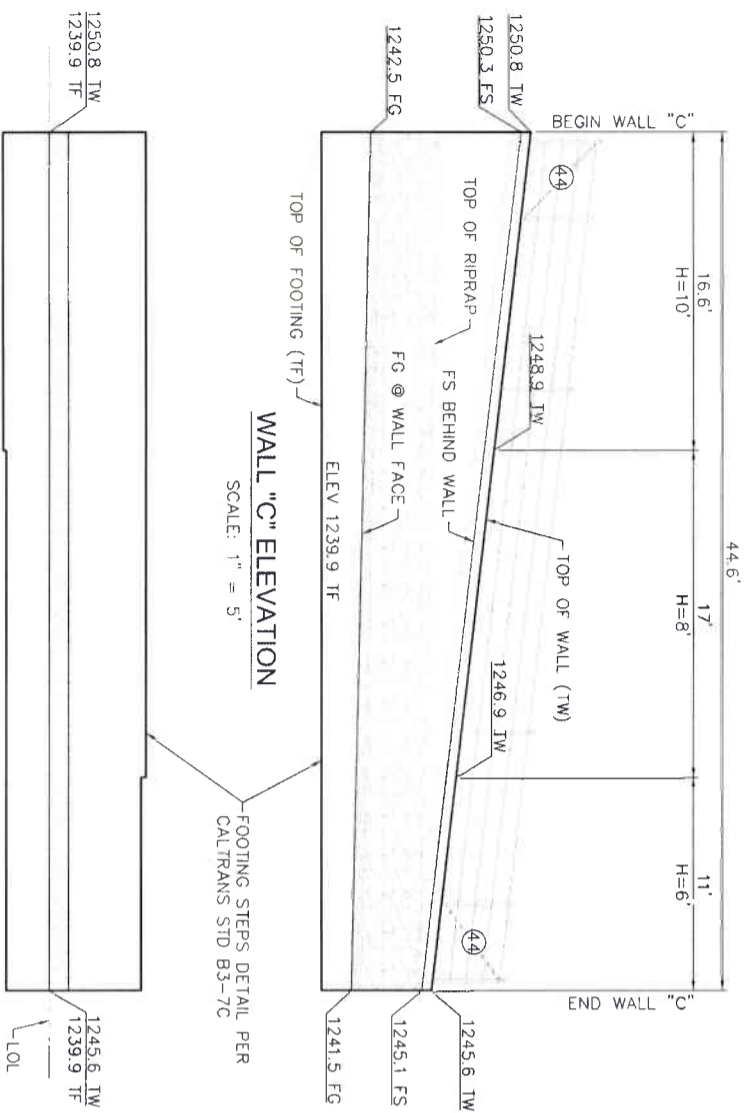 44.6'
16.6'
H=10'
17'
H=8'
11'
H=6'
BEGIN WALL "C"
END WALL "C"
1250.8 TW
1250.3 FS
1242.5 FG
44
1248.9 TW
TOP OF WALL (TW)
1246.9 TW
44
TOP OF RIPRAP
FS BEHIND WALL
FG @ WALL FACE
1245.6 TW
1245.1 FS
1241.5 FG
ELEV 1239.9 TF
TOP OF FOOTING (TF)
WALL "C" ELEVATION
SCALE: 1" = 5'
FOOTING STEPS DETAIL PER
CALTRANS STD B3-7C
1250.8 TW
1239.9 TF
1245.6 TW
1239.9 TF
LOL